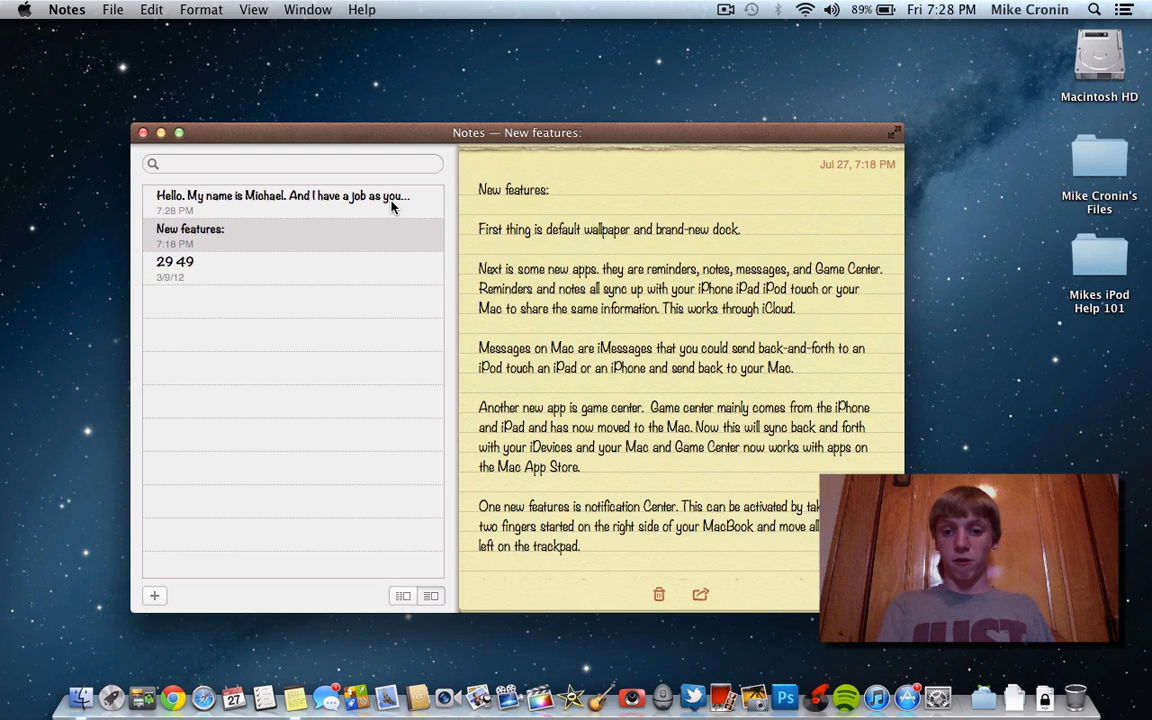 Notes File Edit Format View Window Help
89% Fri 7:28 PM Mike Cronin
Macintosh HD
Mike Cronin's
Files
Mikes iPod
Help 101
Notes — New features:
Hello. My name is Michael. And I have a job as you...
7:28 PM
New features:
7:18 PM
29 49
3/9/12
Jul 27, 7:18 PM
New features:
First thing is default wallpaper and brand-new dock.
Next is some new apps. they are reminders, notes, messages, and Game Center.
Reminders and notes all sync up with your iPhone iPad iPod touch or your
Mac to share the same information. This works through iCloud.
Messages on Mac are iMessages that you could send back-and-forth to an
iPod touch an iPad or an iPhone and send back to your Mac.
Another new app is game center. Game center mainly comes from the iPhone
and iPad and has now moved to the Mac. Now this will sync back and forth
with your iDevices and your Mac and Game Center now works with apps on
the Mac App Store.
One new features is notification Center. This can be activated by
two fingers started on the right side of your MacBook and move
left on the trackpad.
JUST
27
Ps